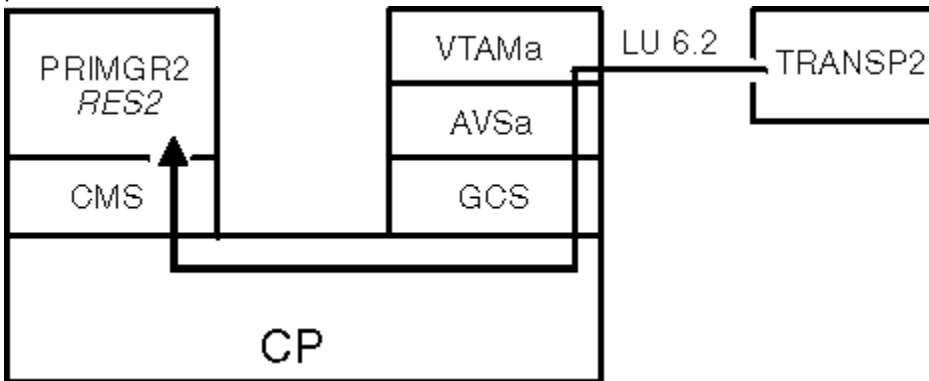 PRIMGR2
RES2
CMS
VTAMa
AVSa
GCS
LU 6.2
TRANSP2
CP